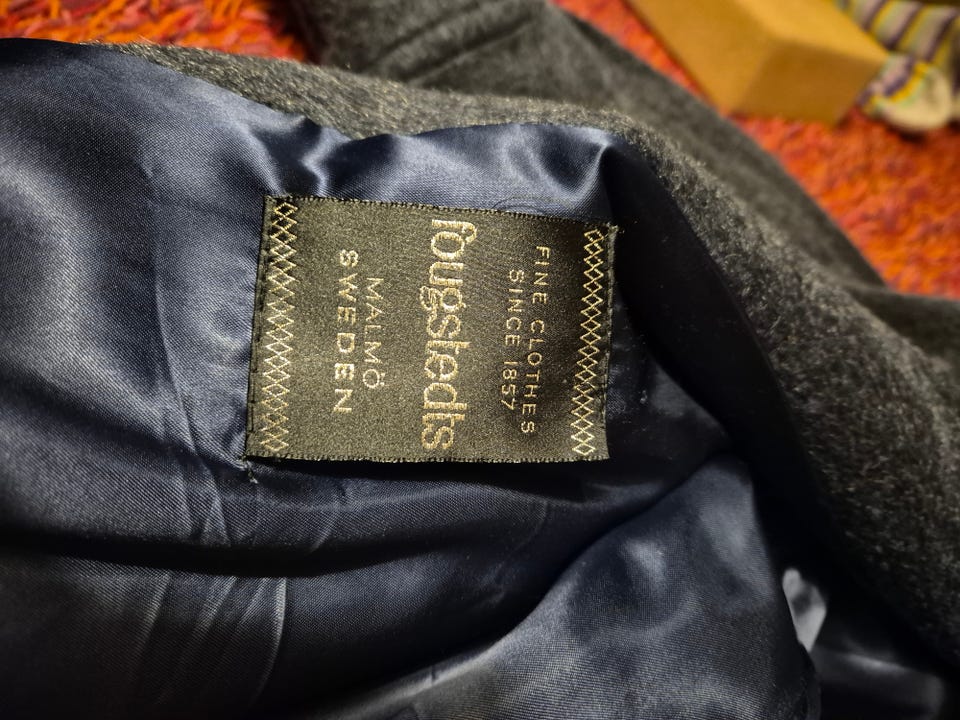 FINE CLOTHES
SINCE 1857
fougstedts
MALMÖ
SWEDEN